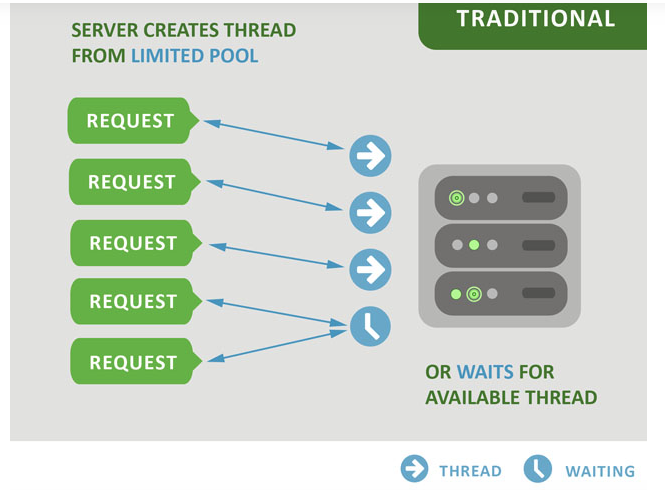 TRADITIONAL
SERVER CREATES THREAD
FROM LIMITED POOL
REQUEST
REQUEST
REQUEST
REQUEST
REQUEST
OR WAITS FOR
AVAILABLE THREAD
THREAD
WAITING